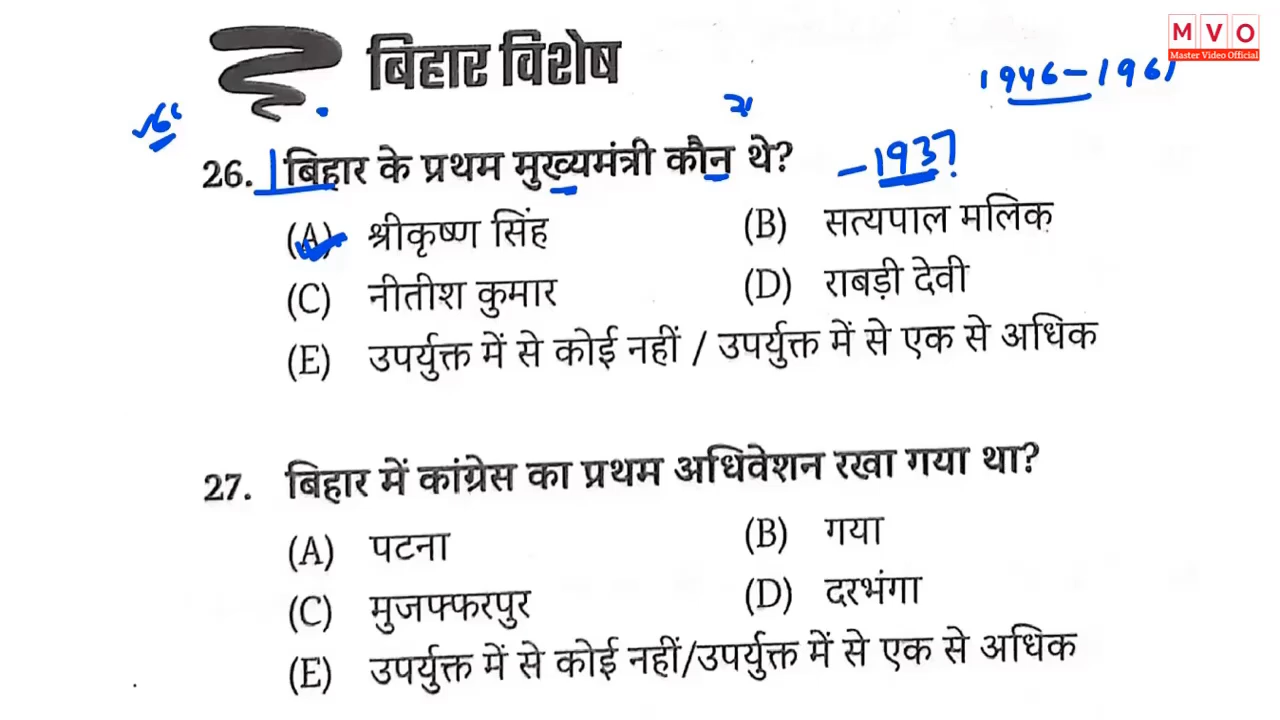 MVO
Master Video Official
बिहार विशेष
1946-1961
26. बिहार के प्रथम मुख्यमंत्री कौन थे? -1937
(A) श्रीकृष्ण सिंह (B) सत्यपाल मलिक
(C) नीतीश कुमार (D) राबड़ी देवी
(E) उपर्युक्त में से कोई नहीं / उपर्युक्त में से एक से अधिक
27. बिहार में कांग्रेस का प्रथम अधिवेशन रखा गया था?
(A) पटना (B) गया
(C) मुजफ्फरपुर (D) दरभंगा
(E) उपर्युक्त में से कोई नहीं/उपर्युक्त में से एक से अधिक